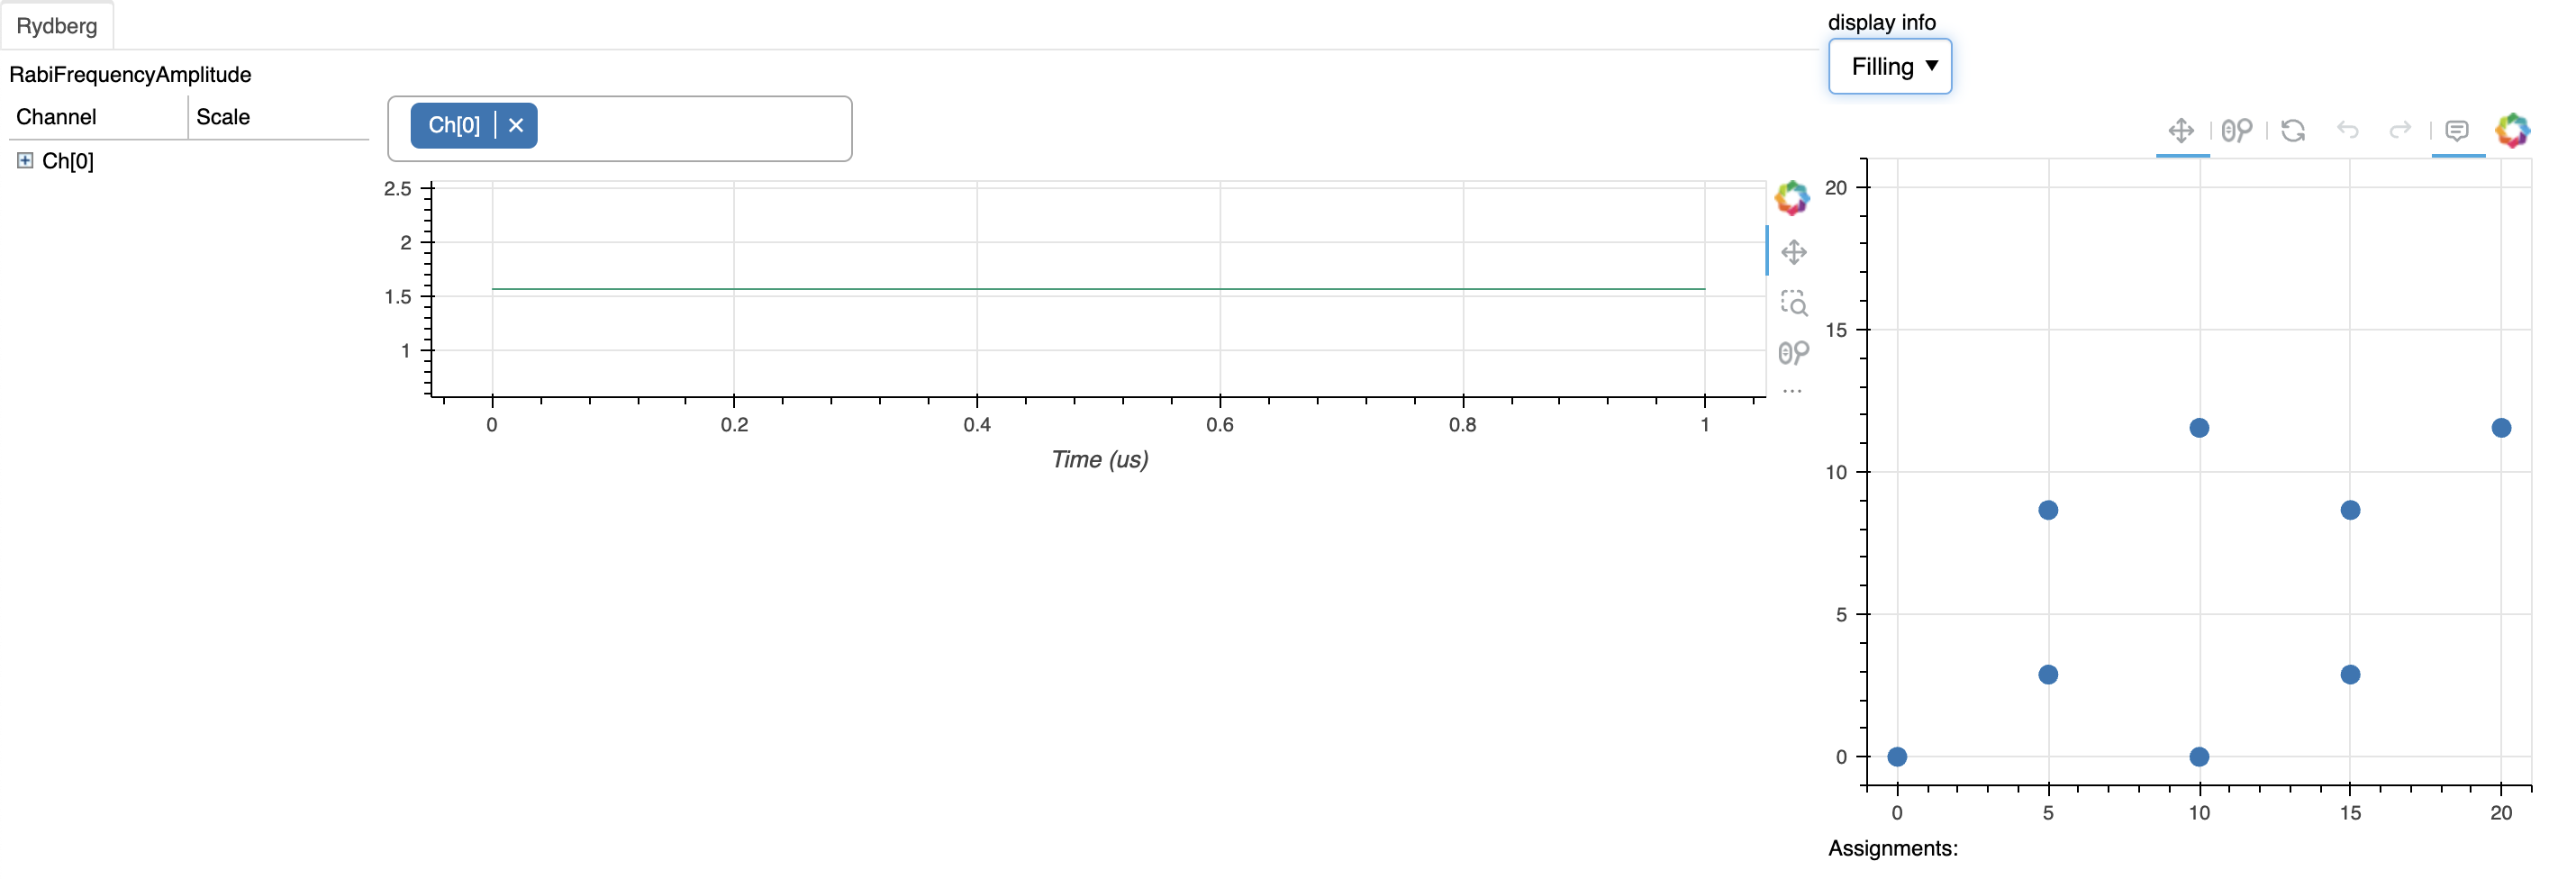 Rydberg
RabiFrequencyAmplitude
Channel Scale
Ch[0]
Ch[0] ×
2.5
2
1.5
1
0 0.2 0.4 0.6 0.8 1
Time (us)
...
display info
Filling ▼
20
15
10
5
0
0 5 10 15 20
Assignments: